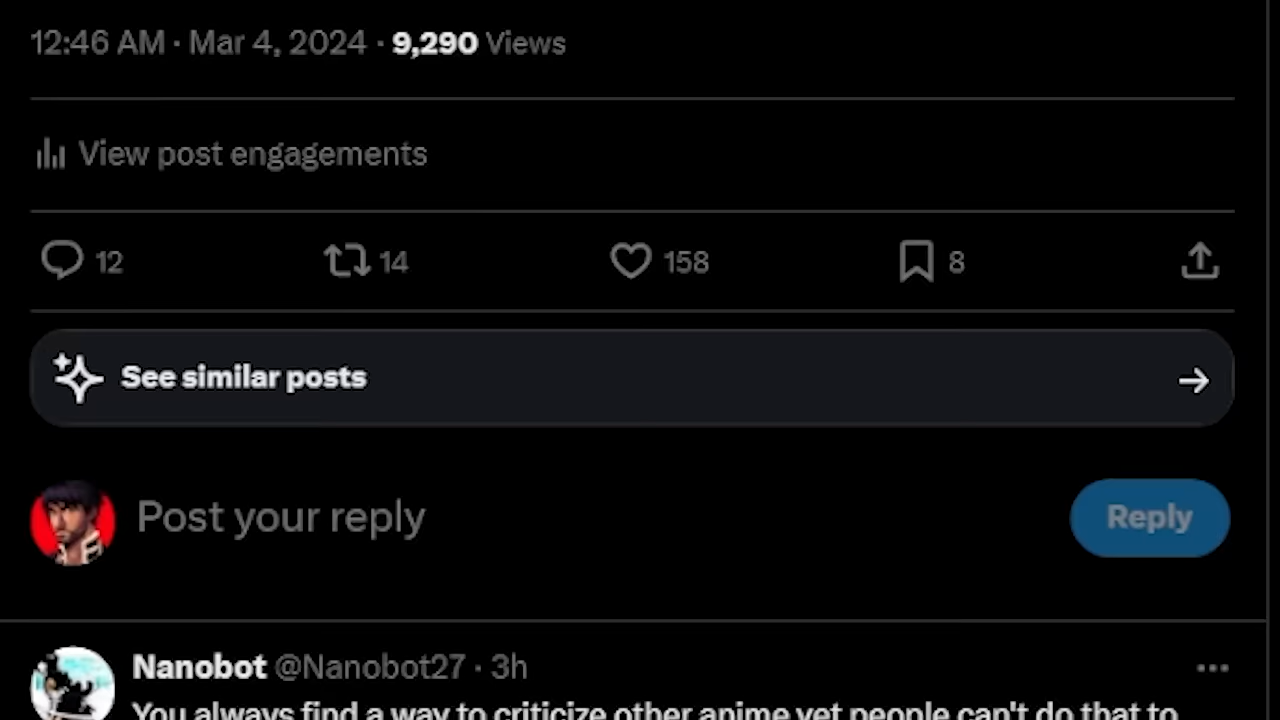 12:46 AM · Mar 4, 2024 · 9,290 Views
View post engagements
12 14 158 8
See similar posts
Post your reply
Reply
Nanobot @Nanobot27 · 3h
You always find a way to criticize other anime yet people can't do that to